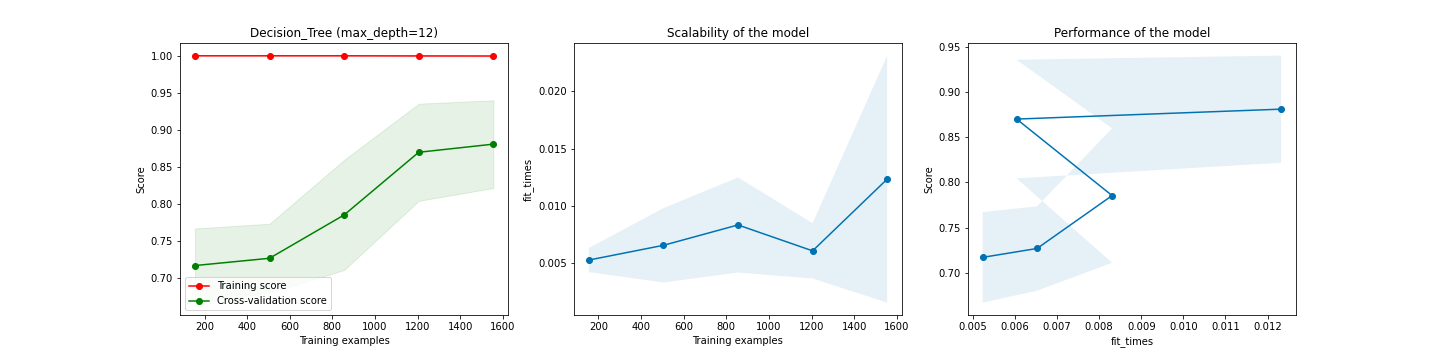 Decision_Tree (max_depth=12)
1.00
0.95
0.90
0.85
0.80
0.75
0.70
Score
Training score
Cross-validation score
200 400 600 800 1000 1200 1400 1600
Training examples
Scalability of the model
0.020
0.015
0.010
0.005
fit_times
200 400 600 800 1000 1200 1400 1600
Training examples
Performance of the model
0.95
0.90
0.85
0.80
0.75
0.70
Score
0.005 0.006 0.007 0.008 0.009 0.010 0.011 0.012
fit_times